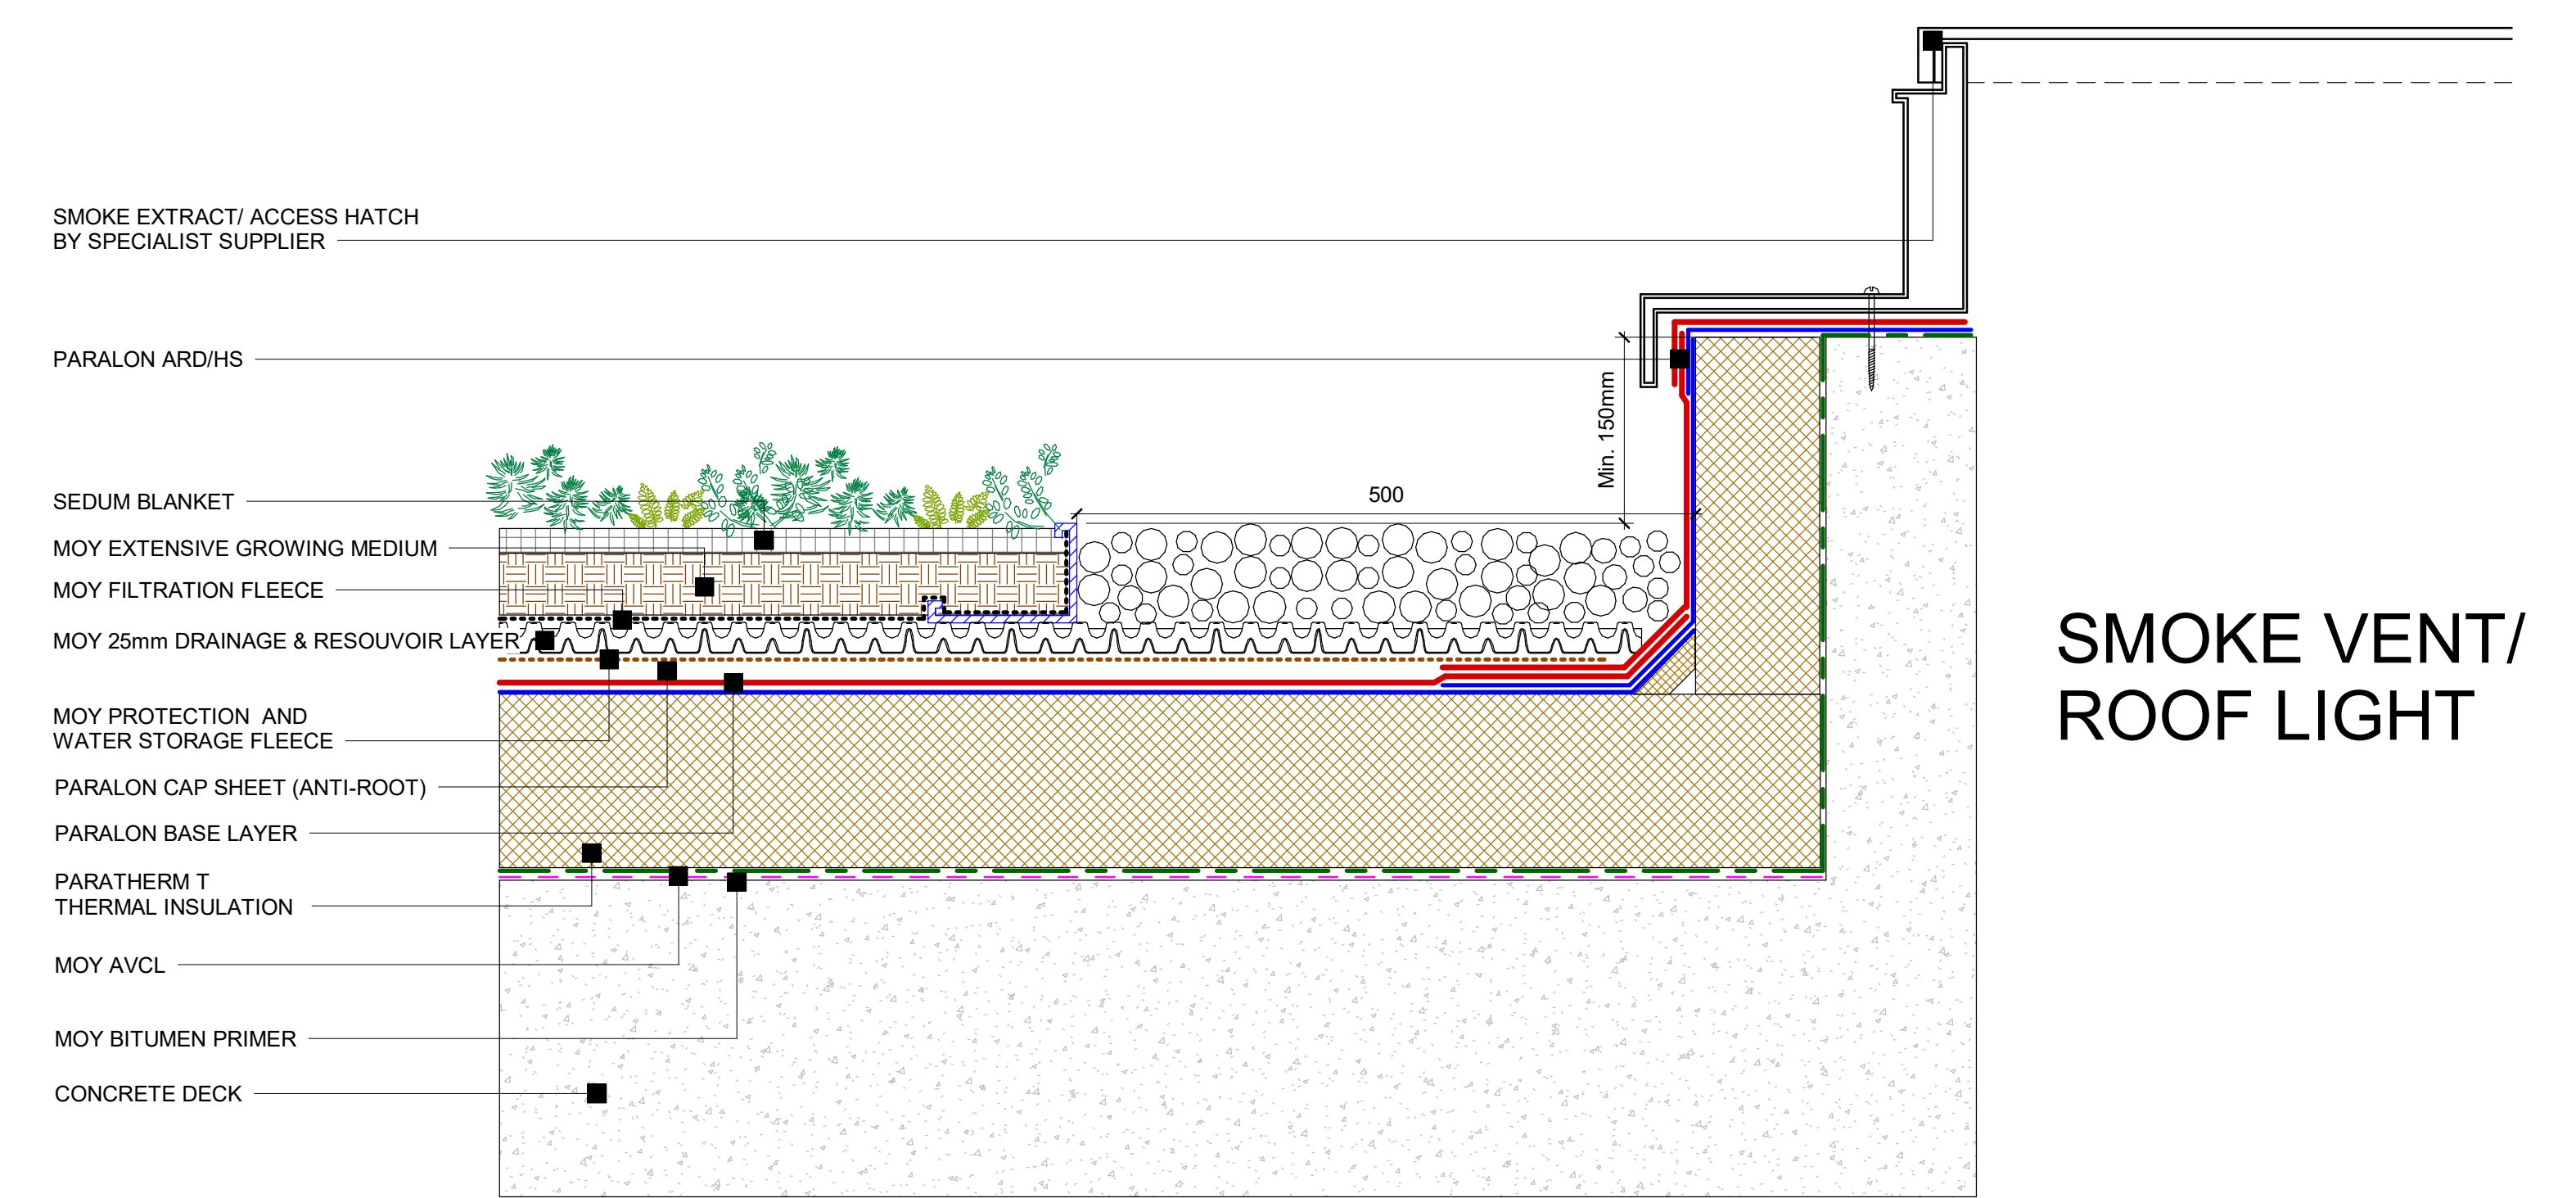 SMOKE EXTRACT/ ACCESS HATCH
BY SPECIALIST SUPPLIER
PARALON ARD/HS
Min. 150mm
SEDUM BLANKET
500
MOY EXTENSIVE GROWING MEDIUM
MOY FILTRATION FLEECE
MOY 25mm DRAINAGE & RESOUVOIR LAYER
MOY PROTECTION  AND
WATER STORAGE FLEECE
PARALON CAP SHEET (ANTI-ROOT)
PARALON BASE LAYER
PARATHERM T
THERMAL INSULATION
MOY AVCL
MOY BITUMEN PRIMER
CONCRETE DECK
SMOKE VENT/
ROOF LIGHT